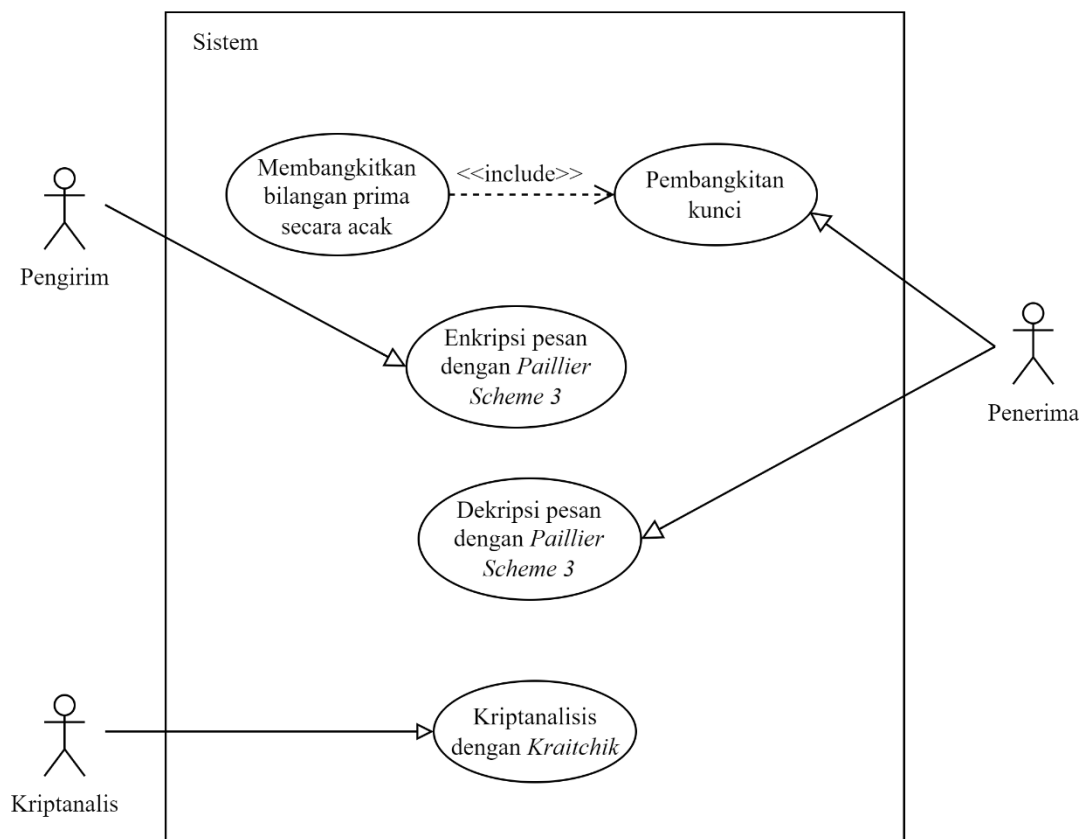 Sistem
Membangkitkan
bilangan prima
secara acak
<<include>>
Pembangkitan
kunci
Pengirim
Enkripsi pesan
dengan Paillier
Scheme 3
Penerima
Dekripsi pesan
dengan Paillier
Scheme 3
Kriptanalisis
dengan Kraitchik
Kriptanalis